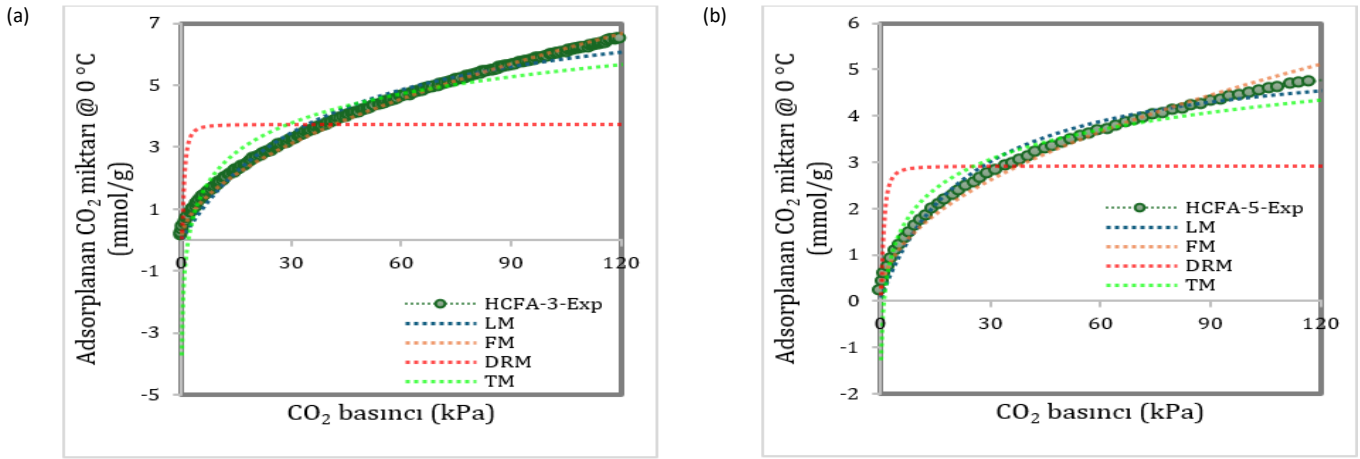 (a)
Adsorplanan CO₂ miktarı @ 0 °C
(mmol/g)
7
5
3
1
-1
-3
-5
0
30
60
90
120
HCFA-3-Exp
LM
FM
DRM
TM
CO₂ basıncı (kPa)
(b)
Adsorplanan CO₂ miktarı @ 0 °C
(mmol/g)
6
5
4
3
2
1
0
-1
-2
0
30
60
90
120
HCFA-5-Exp
LM
FM
DRM
TM
CO₂ basıncı (kPa)